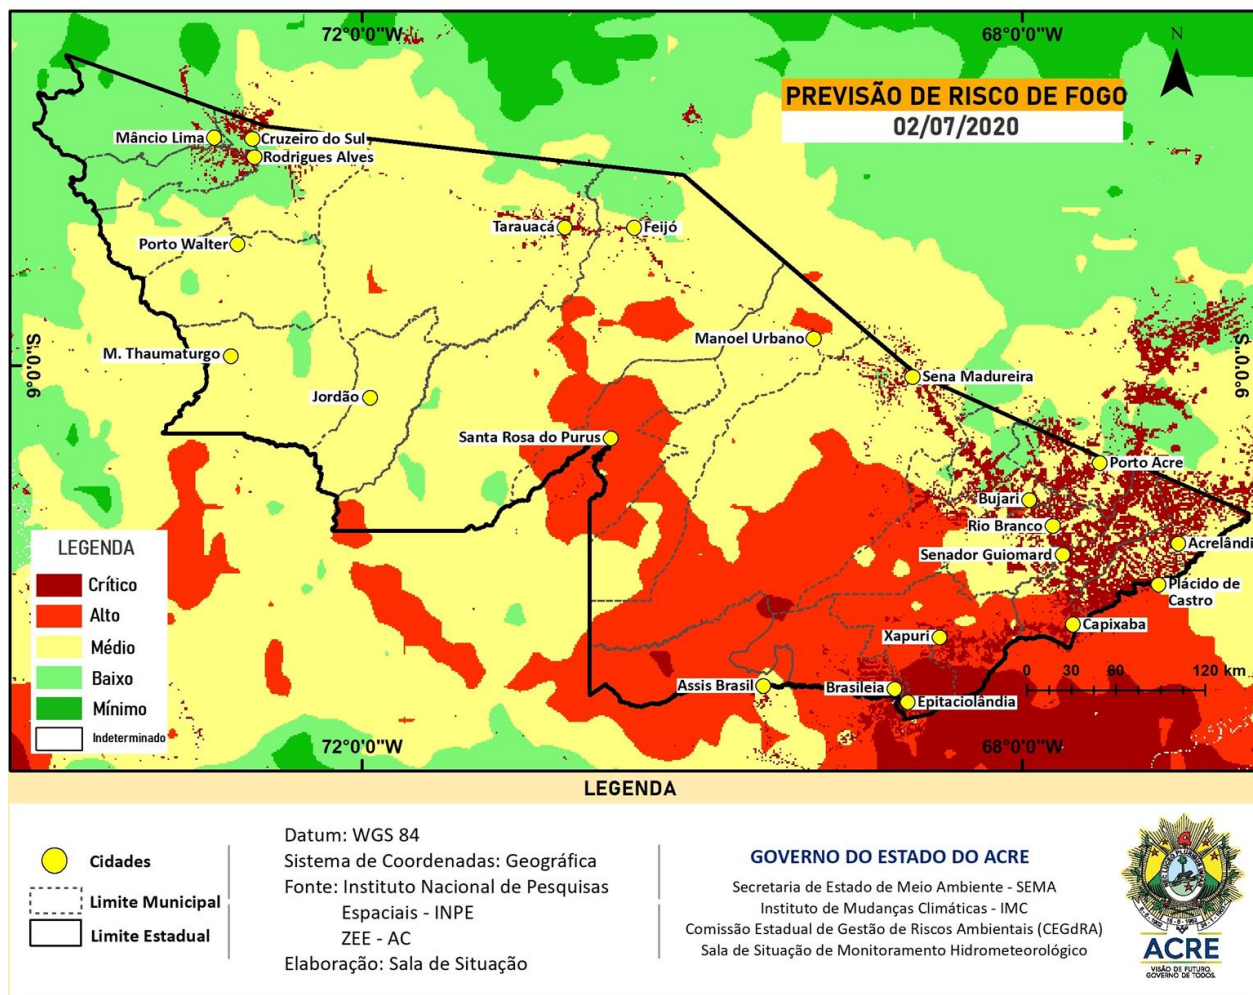 72°0'0"W
68°0'0"W
N
PREVISÃO DE RISCO DE FOGO
02/07/2020
Mâncio Lima
Cruzeiro do Sul
Rodrigues Alves
Tarauacá
Feijó
Porto Walter
9°0'0"S
9°0'0"S
Manoel Urbano
M. Thaumaturgo
Sena Madureira
Jordão
Santa Rosa do Purus
Porto Acre
Bujari
Rio Branco
Acrelândi
Senador Guiomard
Plácido de
Castro
Capixaba
Xapuri
Assis Brasil
Brasileia
Epitaciolândia
0 30 60 120 km
LEGENDA
Crítico
Alto
Médio
Baixo
Mínimo
Indeterminado
72°0'0"W
68°0'0"W
LEGENDA
Cidades
Limite Municipal
Limite Estadual
Datum: WGS 84
Sistema de Coordenadas: Geográfica
Fonte: Instituto Nacional de Pesquisas
Espaciais - INPE
ZEE - AC
Elaboração: Sala de Situação
GOVERNO DO ESTADO DO ACRE
Secretaria de Estado de Meio Ambiente - SEMA
Instituto de Mudanças Climáticas - IMC
Comissão Estadual de Gestão de Riscos Ambientais (CEGdRA)
Sala de Situação de Monitoramento Hidrometeorológico
ACRE
VISÃO DE FUTURO.
GOVERNO DE TODOS.